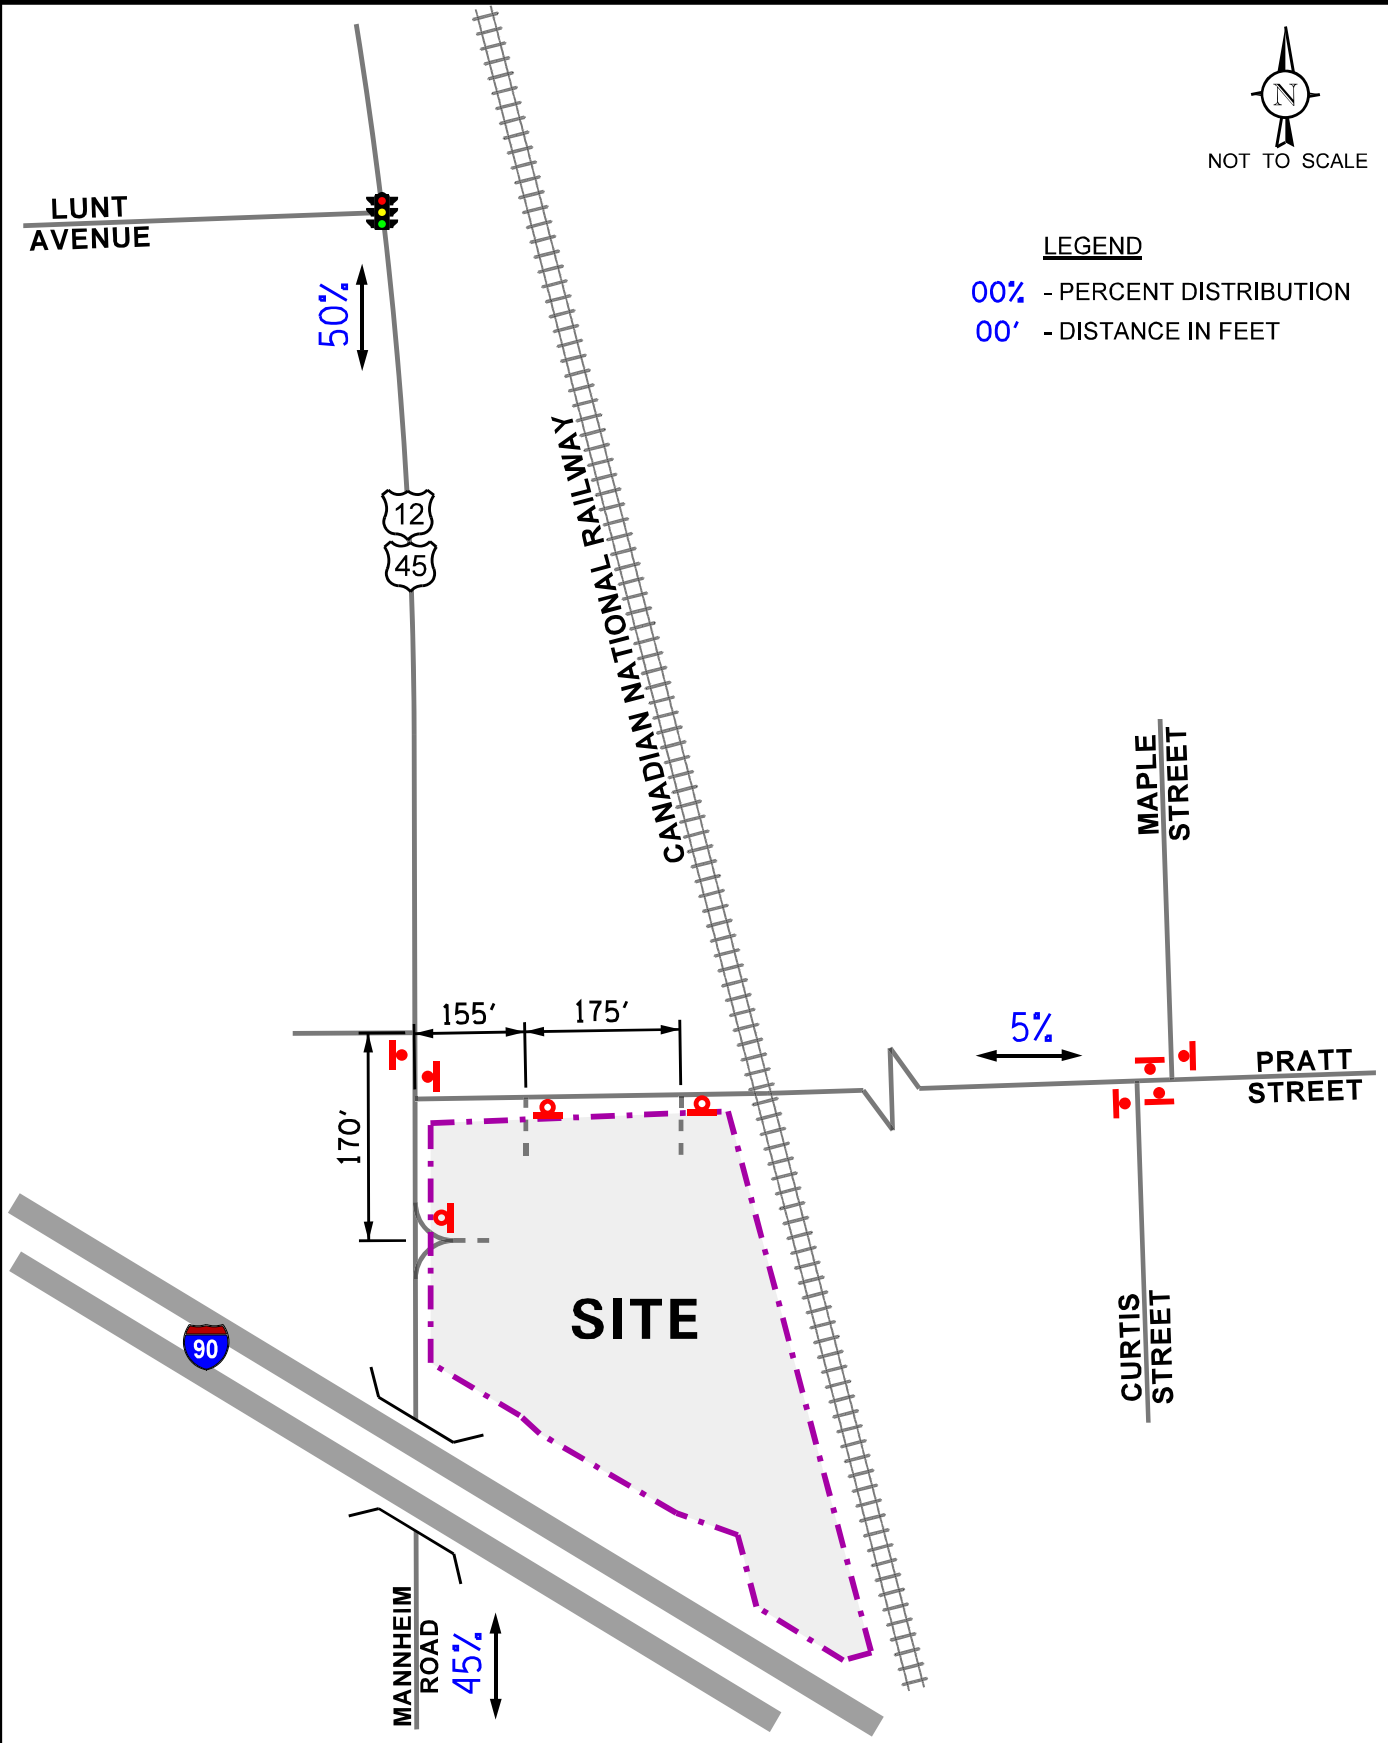 N
NOT TO SCALE
LUNT
AVENUE
LEGEND
00% - PERCENT DISTRIBUTION
00' - DISTANCE IN FEET
50%
12
45
CANADIAN NATIONAL RAILWAY
MAPLE
STREET
155'
175'
5%
PRATT
STREET
170'
SITE
90
CURTIS
STREET
MANNHEIM
ROAD
45%